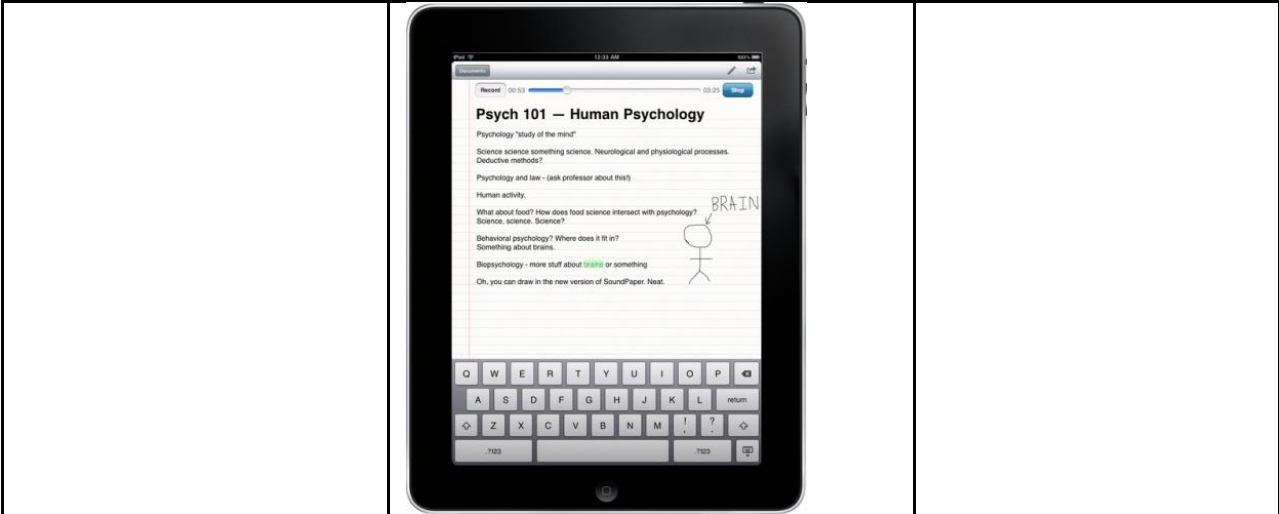 iPad
12:33 AM
100%
Documents
Record 00:53 03:25 Stop
Psych 101 — Human Psychology
Psychology "study of the mind"
Science science something science. Neurological and physiological processes.
Deductive methods?
Psychology and law - (ask professor about this!)
Human activity.
BRAIN
What about food? How does food science intersect with psychology?
Science, science. Science?
Behavioral psychology? Where does it fit in?
Something about brains.
Biopsychology - more stuff about brains or something
Oh, you can draw in the new version of SoundPaper. Neat.
Q W E R T Y U I O P
A S D F G H J K L return
Z X C V B N M ! , ? .
.?123 .?123